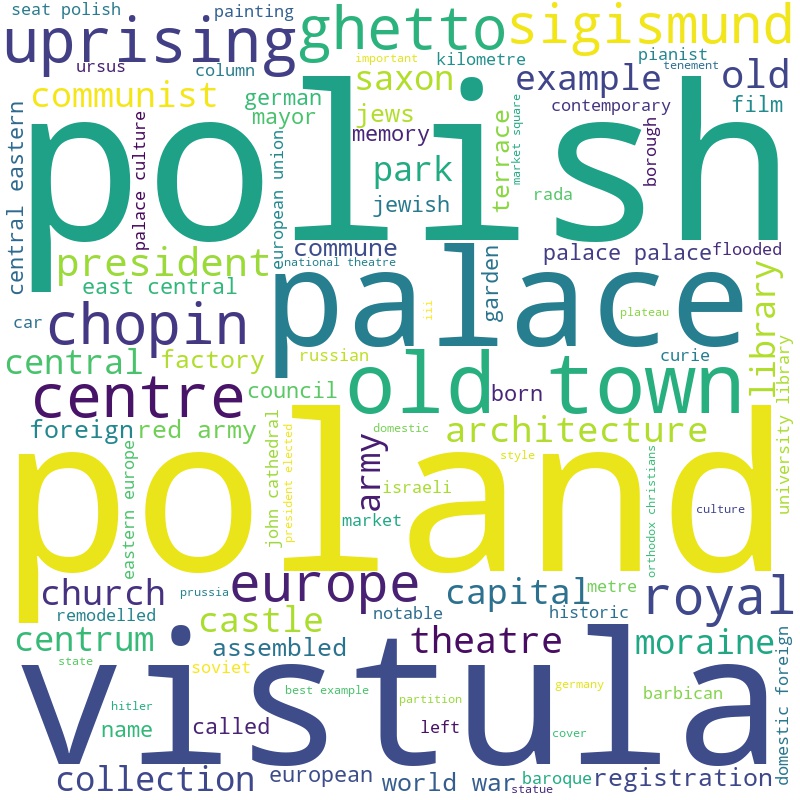 seat polish
painting
uprising
ghetto
sigismund
ursus
column
important
kilometre
pianist
tenement
communist
german
mayor
saxon
jews
memory
example
old
contemporary
film
polish
central eastern
palace culture
european union
park
jewish
terrace
market square
rada
borough
president
east central
commune
national theatre
palace
garden
palace palace
flooded
iii
plateau
library
car
chopin
central
factory
russian
curie
university library
centre
council
old town
born
foreign
red army
architecture
domestic
john cathedral
president elected
eastern europe
army
israeli
market
style
poland
orthodox christians
culture
church
prussia
europe
capital
metre
royal
remodelled
castle
notable
historic
centrum
assembled
theatre
moraine
state
soviet
vistula
hitler
best example
partition
germany
barbican
domestic foreign
name
called
left
cover
collection
european
world war
statue
baroque
registration